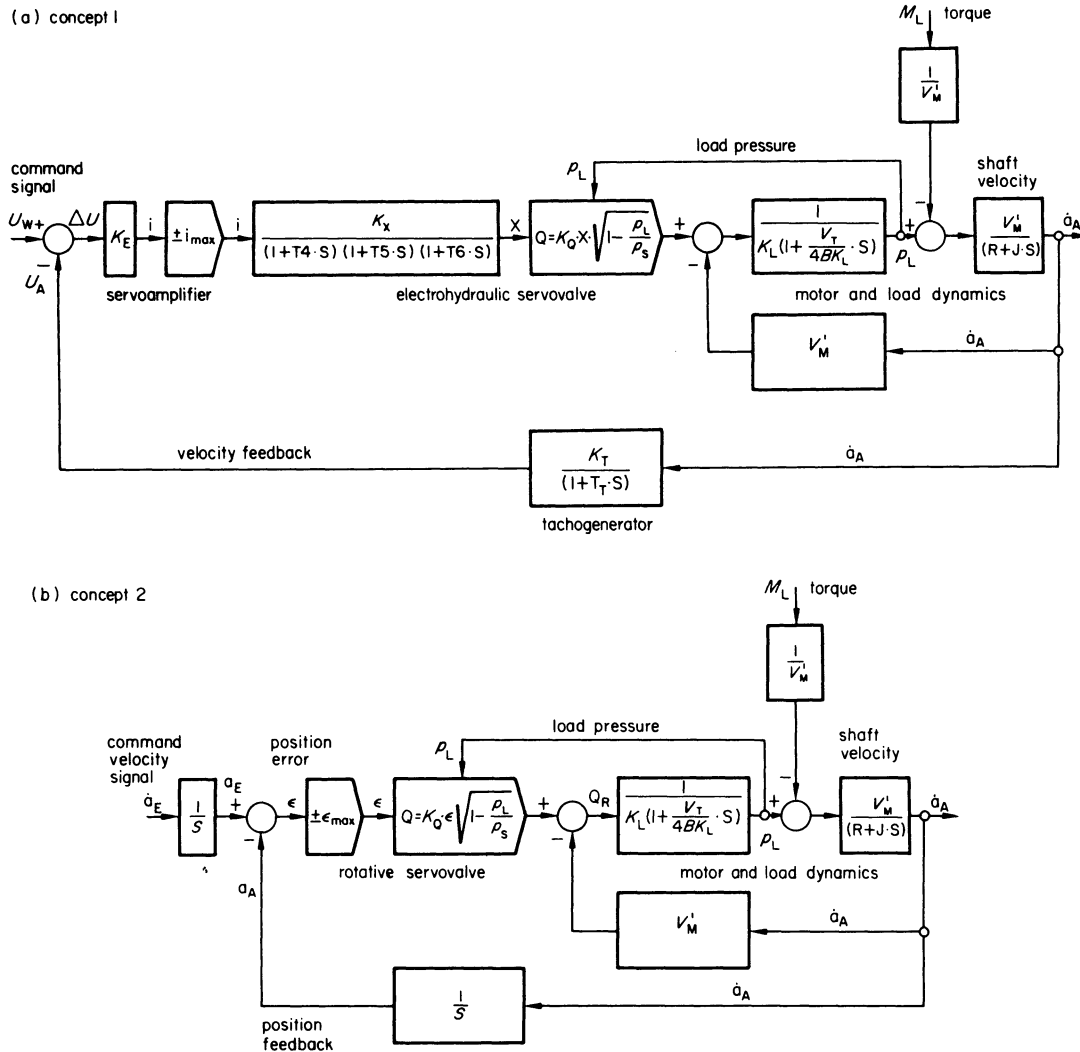 (a) concept 1
M_L torque
1/V'_M
load pressure
p_L
shaft velocity
command signal
U_W +
ΔU
K_E
i
± i_max
i
K_x / (1+T4·S) (1+T5·S) (1+T6·S)
X
Q=K_Q·X·√(1-p_L/p_S)
+
-
1 / K_L(1+ V_T/4BK_L ·S)
+
p_L
-
V'_M / (R+J·S)
ȧ_A
-
U_A
servoamplifier
electrohydraulic servovalve
motor and load dynamics
V'_M
ȧ_A
velocity feedback
K_T / (1+T_T·S)
ȧ_A
tachogenerator
(b) concept 2
M_L torque
1/V'_M
load pressure
p_L
shaft velocity
command velocity signal
ȧ_E
1/S
a_E
+
-
position error
ϵ
±ϵ_max
ϵ
Q=K_Q·ϵ√(1-p_L/p_S)
+
-
Q_R
1 / K_L(1+ V_T/4BK_L ·S)
+
p_L
-
V'_M / (R+J·S)
ȧ_A
rotative servovalve
motor and load dynamics
a_A
V'_M
ȧ_A
1/S
ȧ_A
position feedback